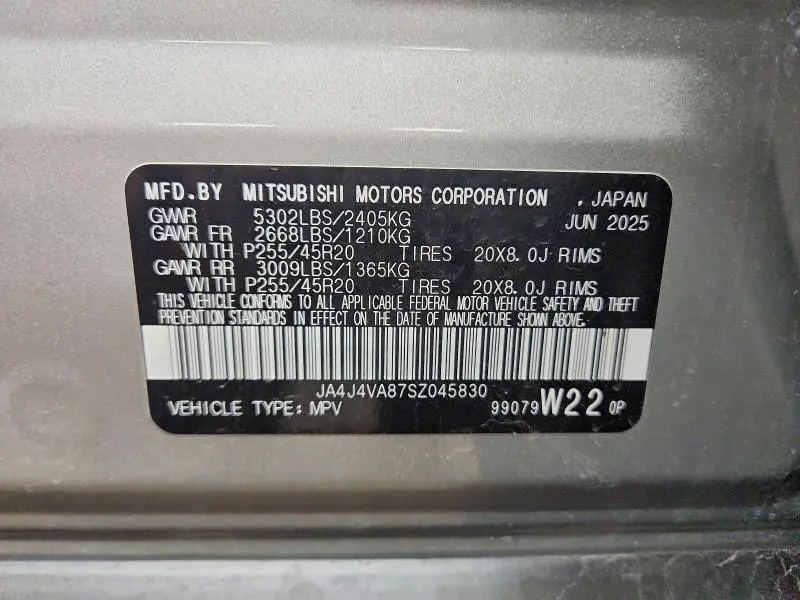 MFD.BY MITSUBISHI MOTORS CORPORATION , JAPAN
GVWR 5302LBS/2405KG JUN 2025
GAWR FR 2668LBS/1210KG
WITH P255/45R20 TIRES 20X8.0J RIMS
GAWR RR 3009LBS/1365KG
WITH P255/45R20 TIRES 20X8.0J RIMS
THIS VEHICLE CONFORMS TO ALL APPLICABLE FEDERAL MOTOR VEHICLE SAFETY AND THEFT
PREVENTION STANDARDS IN EFFECT ON THE DATE OF MANUFACTURE SHOWN ABOVE.
JA4J4VA87SZ045830
VEHICLE TYPE: MPV 99079 W22 0P